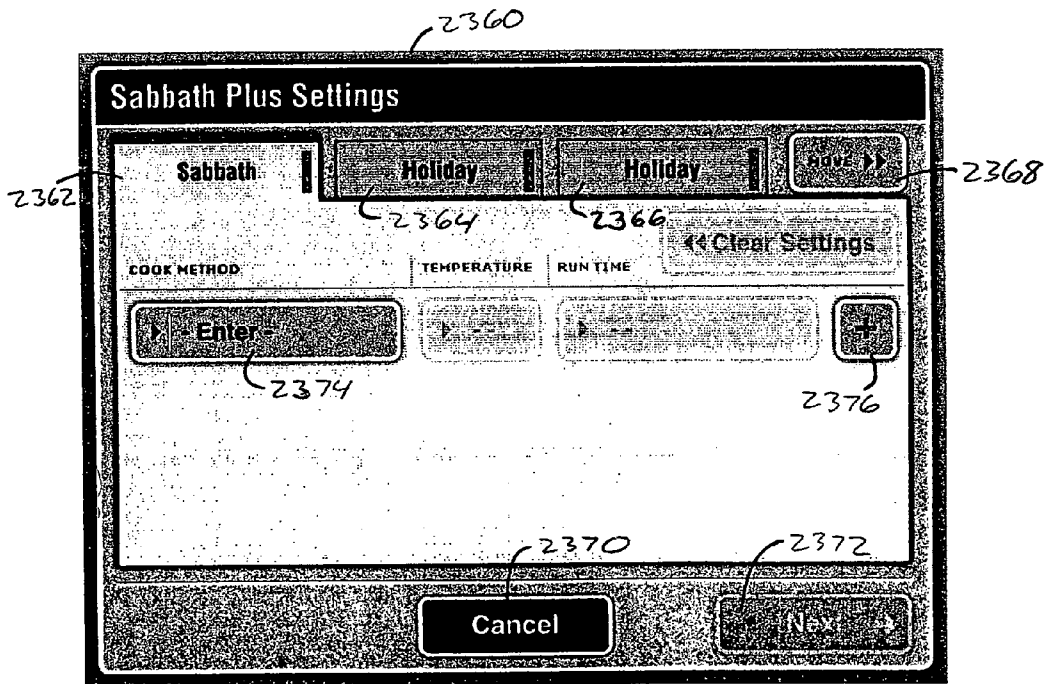 2360
Sabbath Plus Settings
Sabbath Holiday Holiday MOVE
2362 2364 2366 2368
<< Clear Settings
COOK METHOD TEMPERATURE RUN TIME
- Enter - -- -- +
2374 2376
2370 2372
Cancel Next